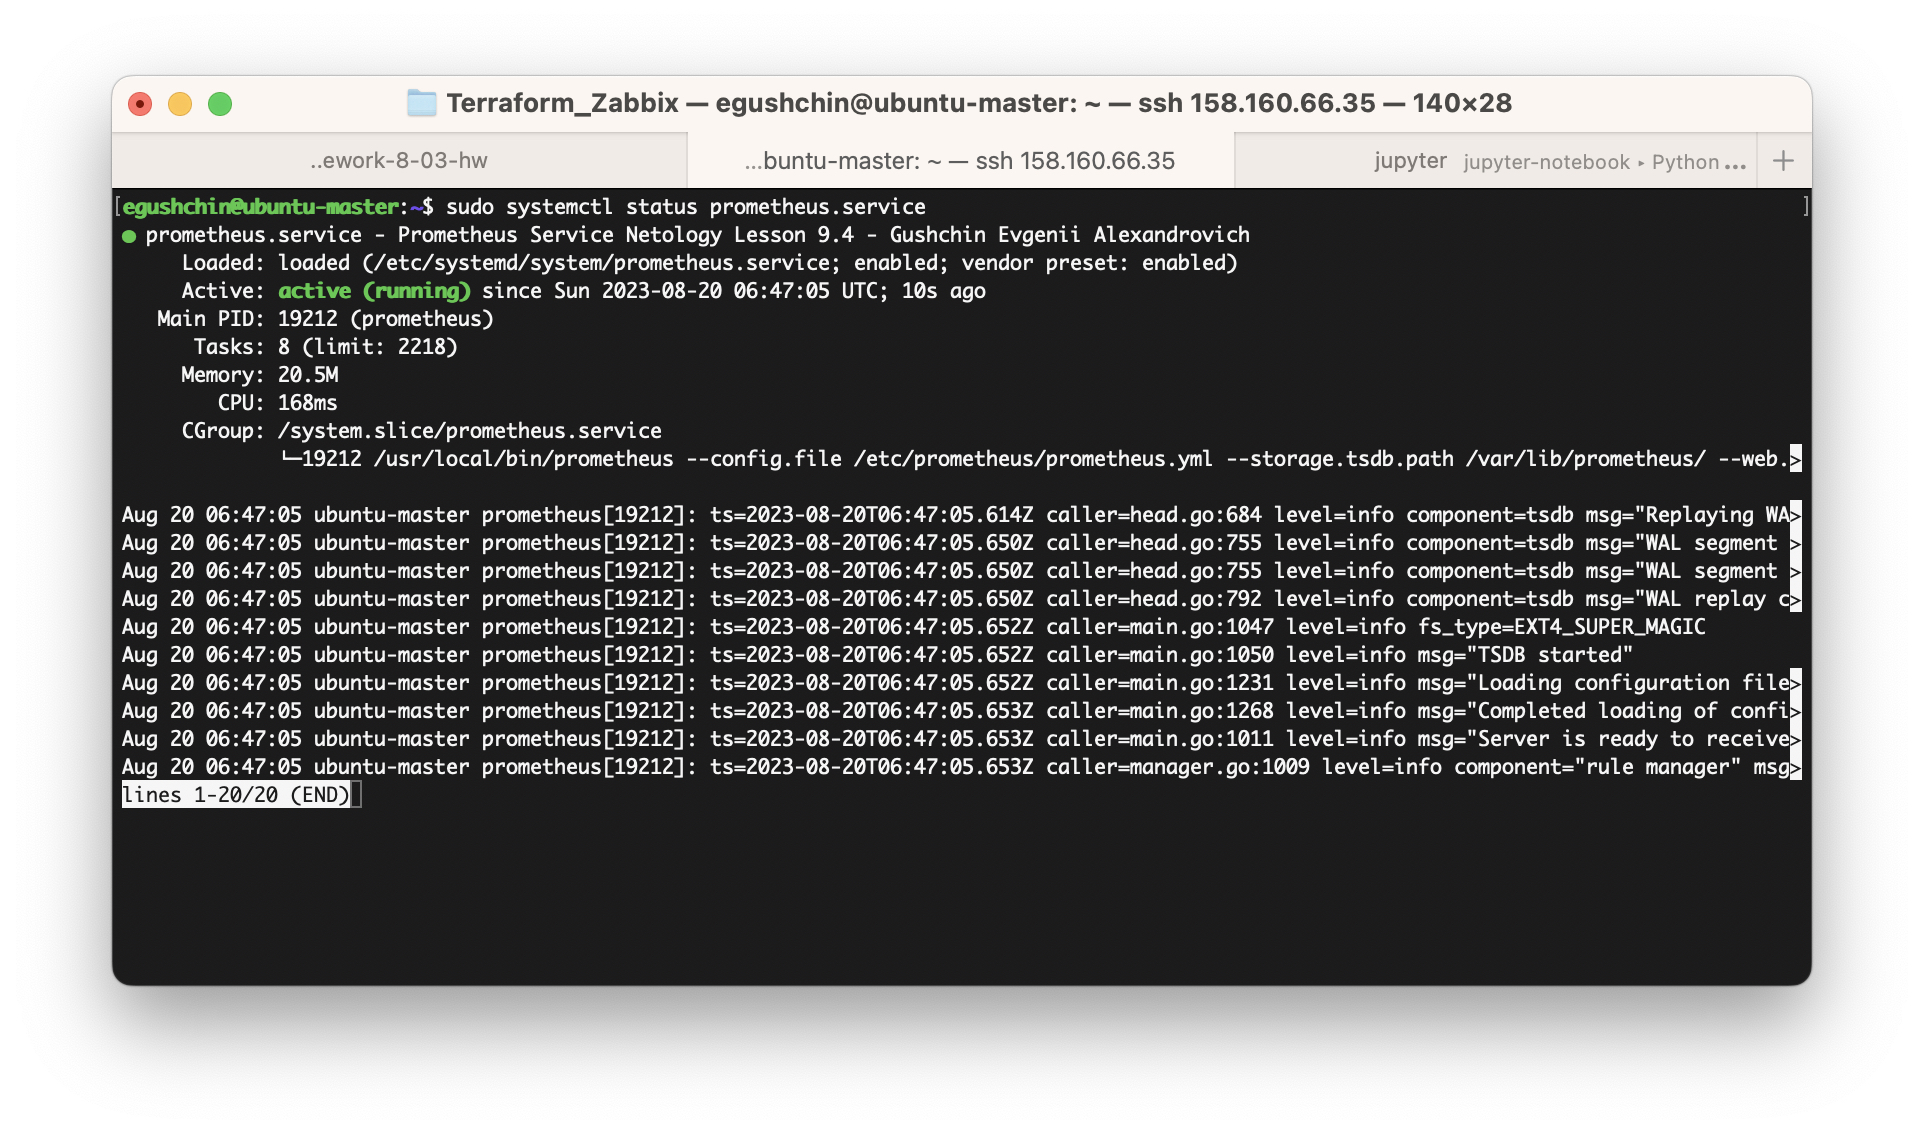 Terraform_Zabbix — egushchin@ubuntu-master: ~ — ssh 158.160.66.35 — 140×28
..ework-8-03-hw
...buntu-master: ~ — ssh 158.160.66.35
jupyter jupyter-notebook ▸ Python ...
+
[egushchin@ubuntu-master:~$ sudo systemctl status prometheus.service ]
● prometheus.service - Prometheus Service Netology Lesson 9.4 - Gushchin Evgenii Alexandrovich
Loaded: loaded (/etc/systemd/system/prometheus.service; enabled; vendor preset: enabled)
Active: active (running) since Sun 2023-08-20 06:47:05 UTC; 10s ago
Main PID: 19212 (prometheus)
Tasks: 8 (limit: 2218)
Memory: 20.5M
CPU: 168ms
CGroup: /system.slice/prometheus.service
└─19212 /usr/local/bin/prometheus --config.file /etc/prometheus/prometheus.yml --storage.tsdb.path /var/lib/prometheus/ --web.>
Aug 20 06:47:05 ubuntu-master prometheus[19212]: ts=2023-08-20T06:47:05.614Z caller=head.go:684 level=info component=tsdb msg="Replaying WA>
Aug 20 06:47:05 ubuntu-master prometheus[19212]: ts=2023-08-20T06:47:05.650Z caller=head.go:755 level=info component=tsdb msg="WAL segment >
Aug 20 06:47:05 ubuntu-master prometheus[19212]: ts=2023-08-20T06:47:05.650Z caller=head.go:755 level=info component=tsdb msg="WAL segment >
Aug 20 06:47:05 ubuntu-master prometheus[19212]: ts=2023-08-20T06:47:05.650Z caller=head.go:792 level=info component=tsdb msg="WAL replay c>
Aug 20 06:47:05 ubuntu-master prometheus[19212]: ts=2023-08-20T06:47:05.652Z caller=main.go:1047 level=info fs_type=EXT4_SUPER_MAGIC
Aug 20 06:47:05 ubuntu-master prometheus[19212]: ts=2023-08-20T06:47:05.652Z caller=main.go:1050 level=info msg="TSDB started"
Aug 20 06:47:05 ubuntu-master prometheus[19212]: ts=2023-08-20T06:47:05.652Z caller=main.go:1231 level=info msg="Loading configuration file>
Aug 20 06:47:05 ubuntu-master prometheus[19212]: ts=2023-08-20T06:47:05.653Z caller=main.go:1268 level=info msg="Completed loading of confi>
Aug 20 06:47:05 ubuntu-master prometheus[19212]: ts=2023-08-20T06:47:05.653Z caller=main.go:1011 level=info msg="Server is ready to receive>
Aug 20 06:47:05 ubuntu-master prometheus[19212]: ts=2023-08-20T06:47:05.653Z caller=manager.go:1009 level=info component="rule manager" msg>
lines 1-20/20 (END)